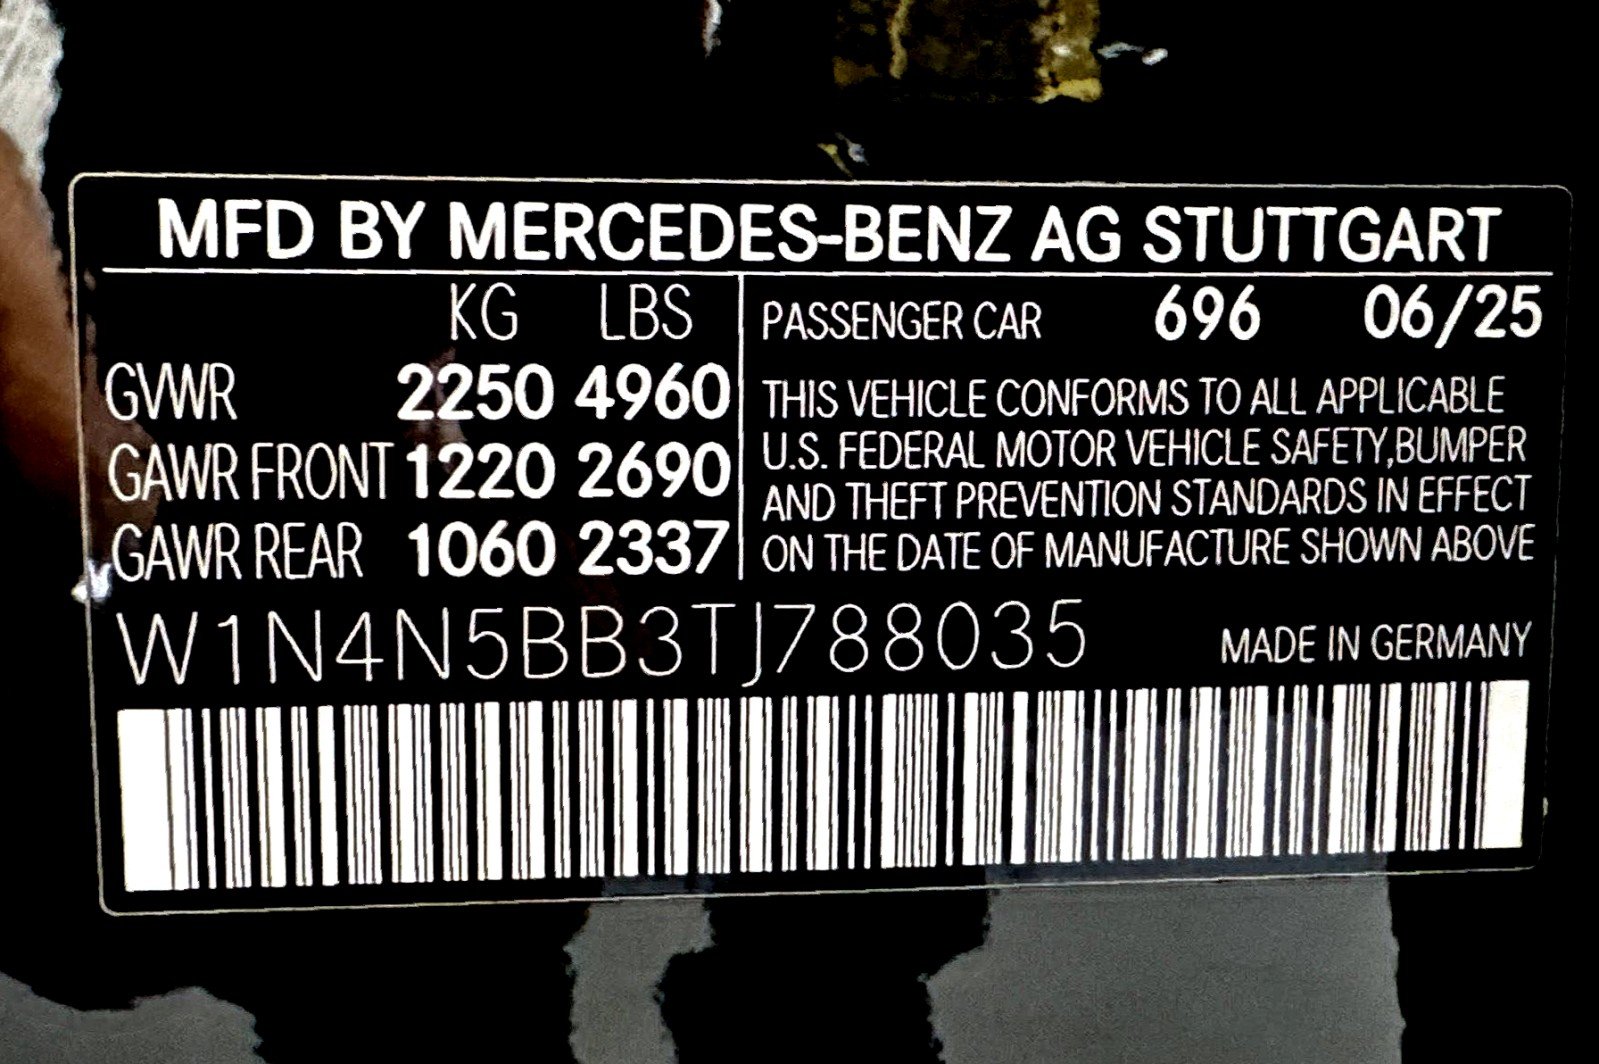 MFD BY MERCEDES-BENZ AG STUTTGART
KG LBS
GVWR 2250 4960
GAWR FRONT 1220 2690
GAWR REAR 1060 2337
PASSENGER CAR 696 06/25
THIS VEHICLE CONFORMS TO ALL APPLICABLE
U.S. FEDERAL MOTOR VEHICLE SAFETY,BUMPER
AND THEFT PREVENTION STANDARDS IN EFFECT
ON THE DATE OF MANUFACTURE SHOWN ABOVE
W1N4N5BB3TJ788035
MADE IN GERMANY